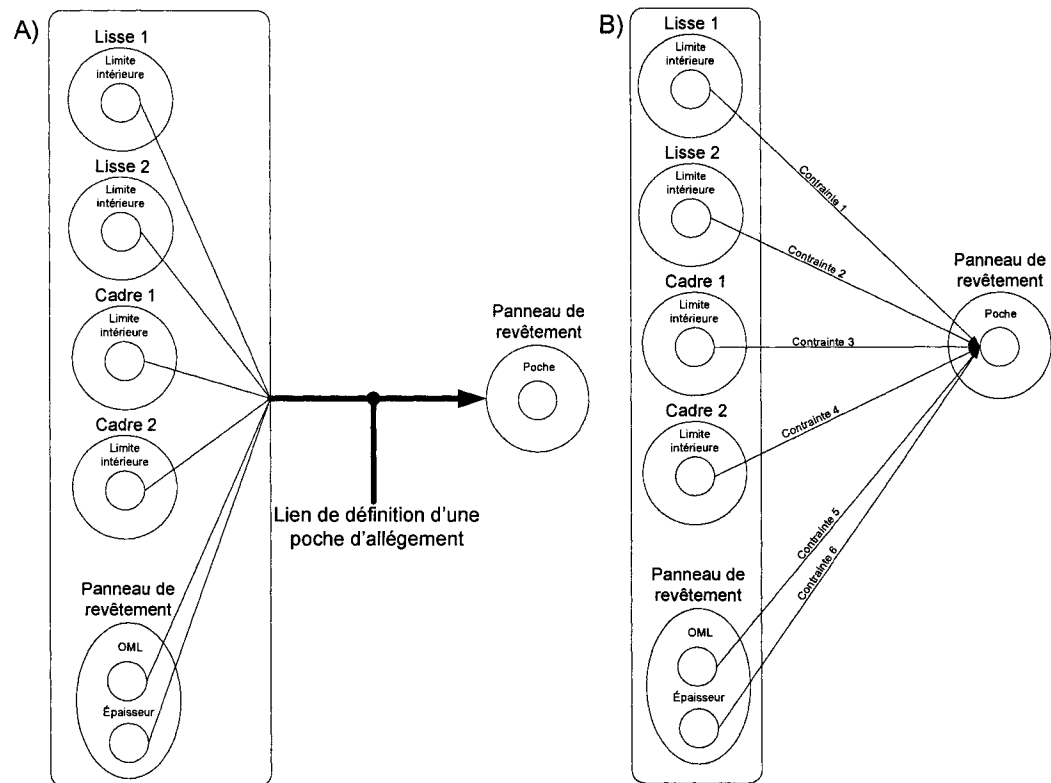 A)
Lisse 1
Limite
intérieure
Lisse 2
Limite
intérieure
Cadre 1
Limite
intérieure
Cadre 2
Limite
intérieure
Panneau de
revêtement
OML
Épaisseur
Lien de définition d'une
poche d'allégement
Panneau de
revêtement
Poche
B)
Lisse 1
Limite
intérieure
Lisse 2
Limite
intérieure
Cadre 1
Limite
intérieure
Cadre 2
Limite
intérieure
Panneau de
revêtement
OML
Épaisseur
Contrainte 1
Contrainte 2
Contrainte 3
Contrainte 4
Contrainte 5
Contrainte 6
Panneau de
revêtement
Poche